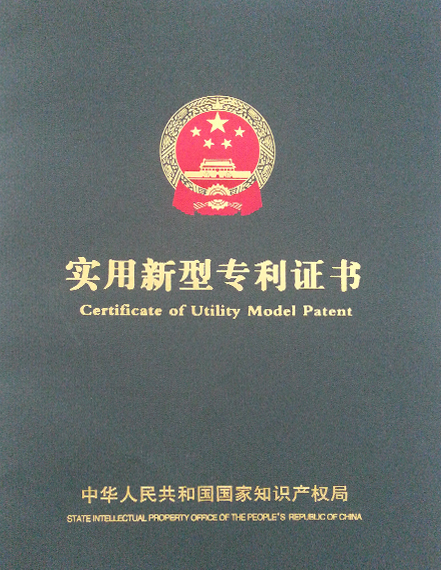 实用新型专利证书
Certificate of Utility Model Patent
中华人民共和国国家知识产权局
STATE INTELLECTUAL PROPERTY OFFICE OF THE PEOPLE'S REPUBLIC OF CHINA